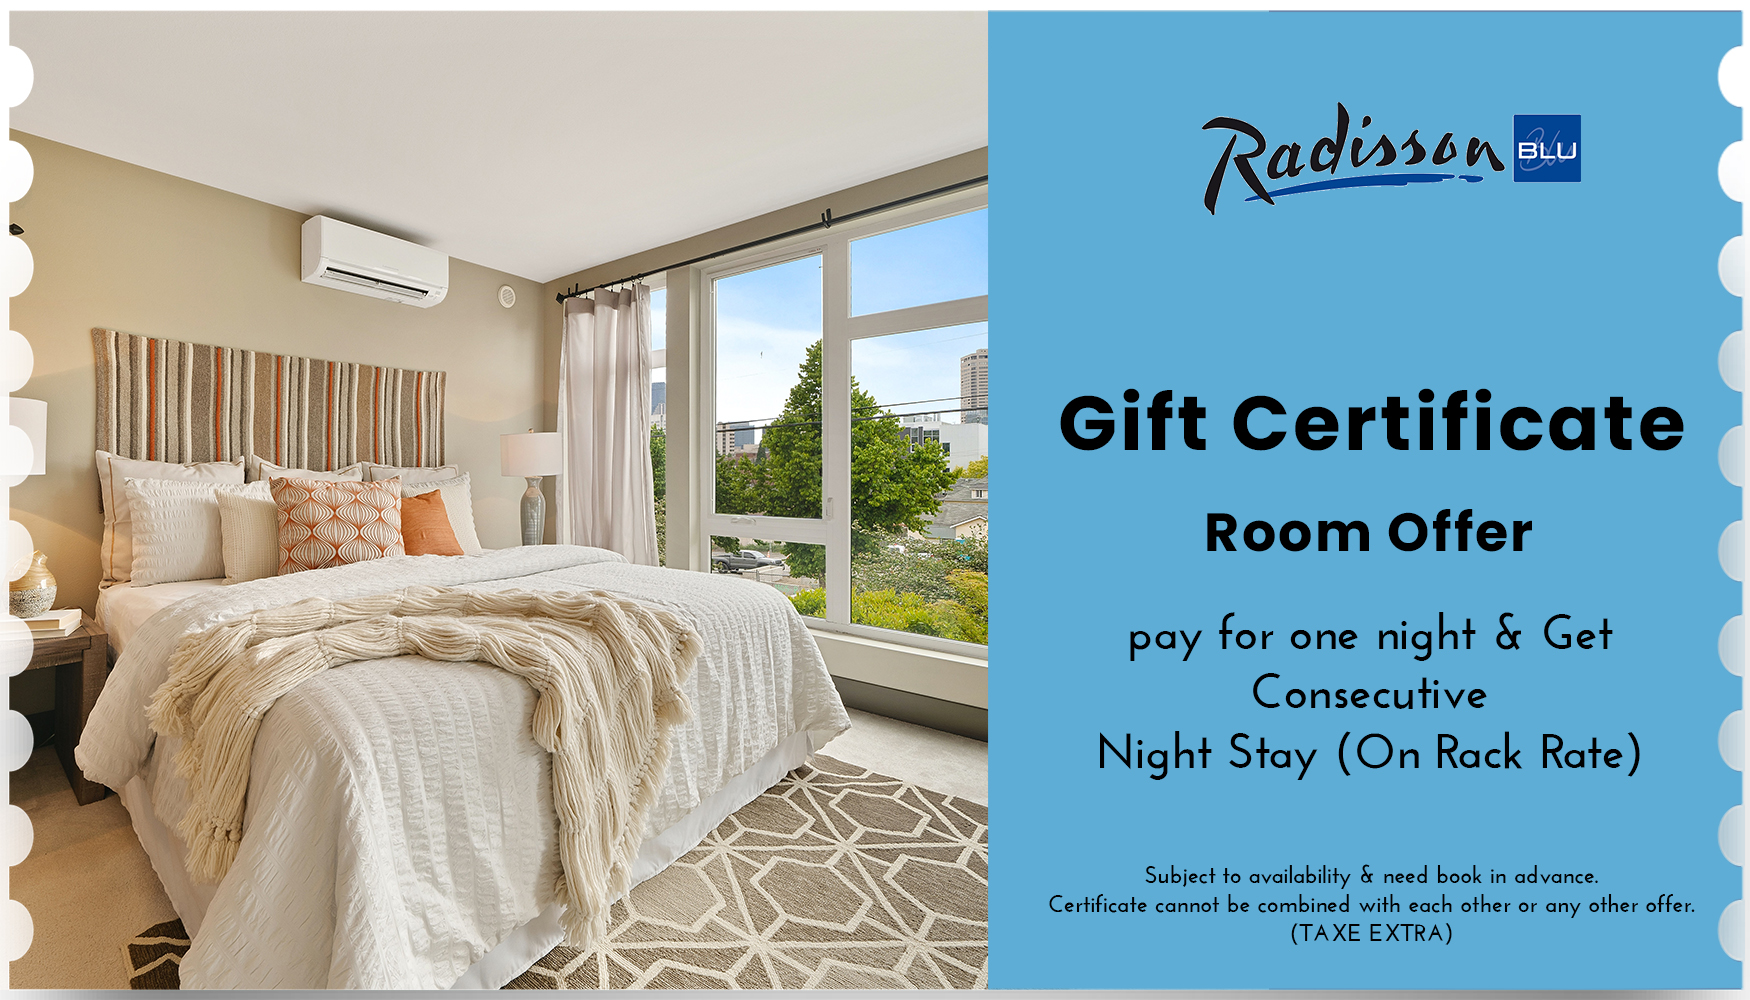 Radisson BLU
Gift Certificate
Room Offer
pay for one night & Get
Consecutive
Night Stay (On Rack Rate)
Subject to availability & need book in advance.
Certificate cannot be combined with each other or any other offer.
(TAXE EXTRA)